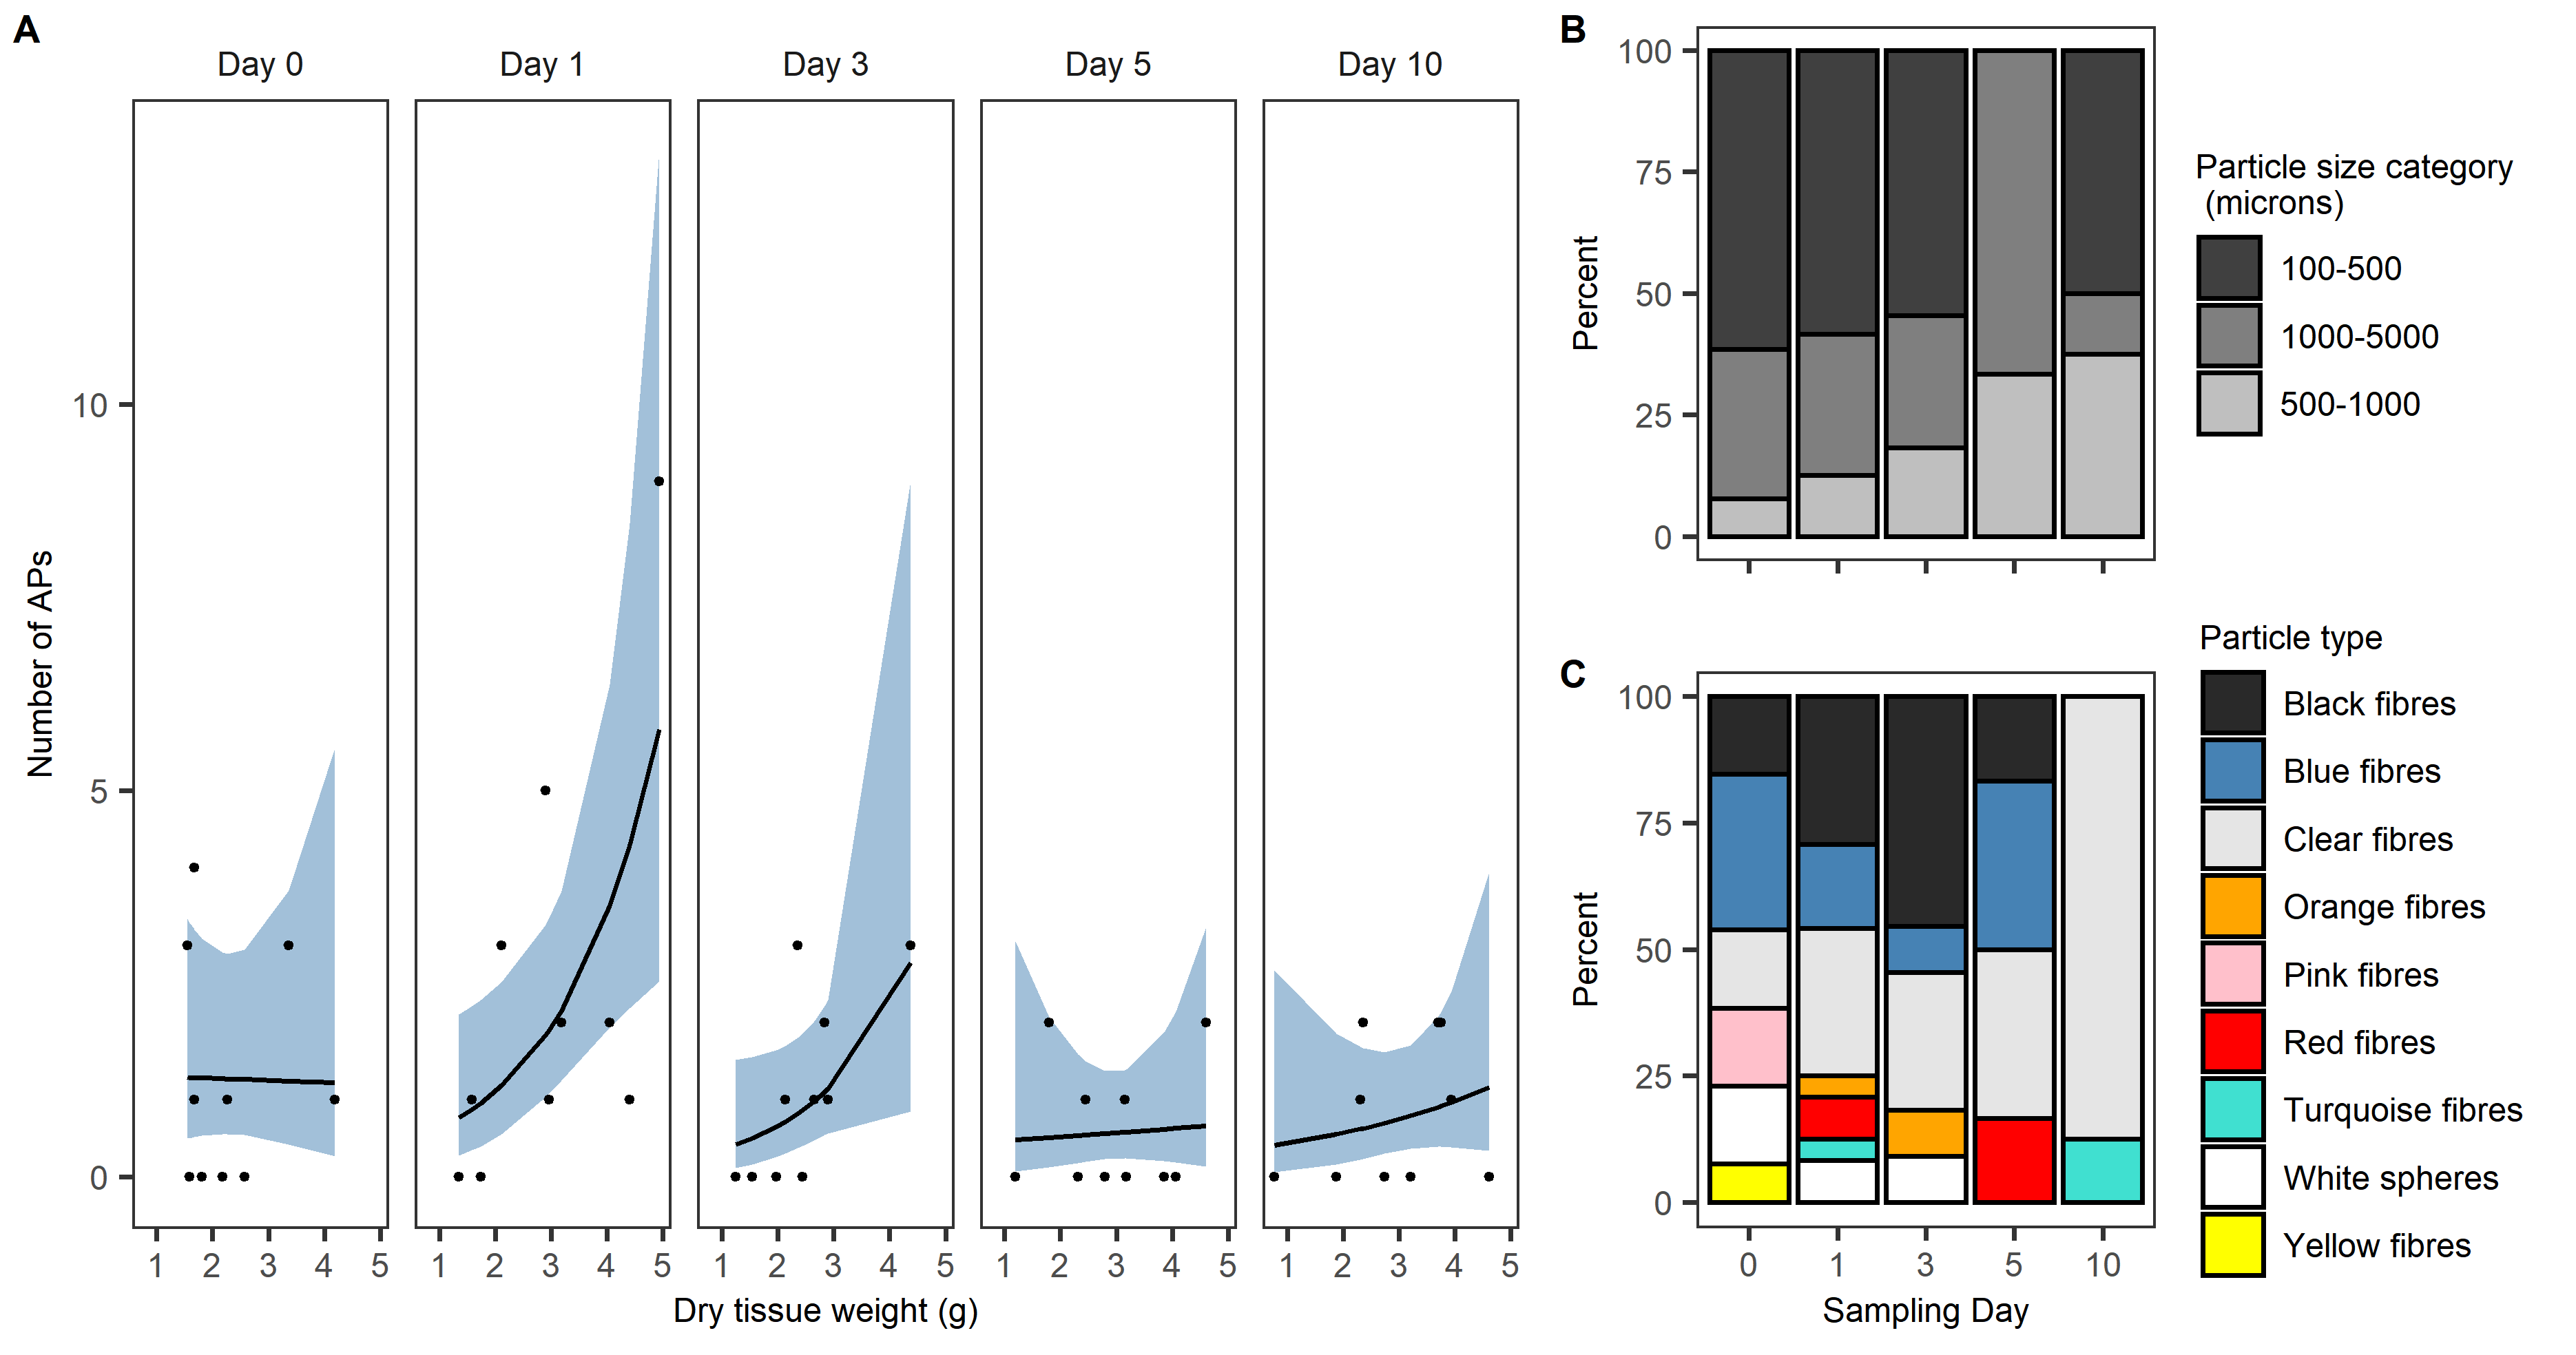 A
Day 0 Day 1 Day 3 Day 5 Day 10
10
5
0
Number of APs
1 2 3 4 5 1 2 3 4 5 1 2 3 4 5 1 2 3 4 5 1 2 3 4 5
Dry tissue weight (g)
B
100
75
50
25
0
Percent
Particle size category
(microns)
100-500
1000-5000
500-1000
C
100
75
50
25
0
Percent
0 1 3 5 10
Sampling Day
Particle type
Black fibres
Blue fibres
Clear fibres
Orange fibres
Pink fibres
Red fibres
Turquoise fibres
White spheres
Yellow fibres